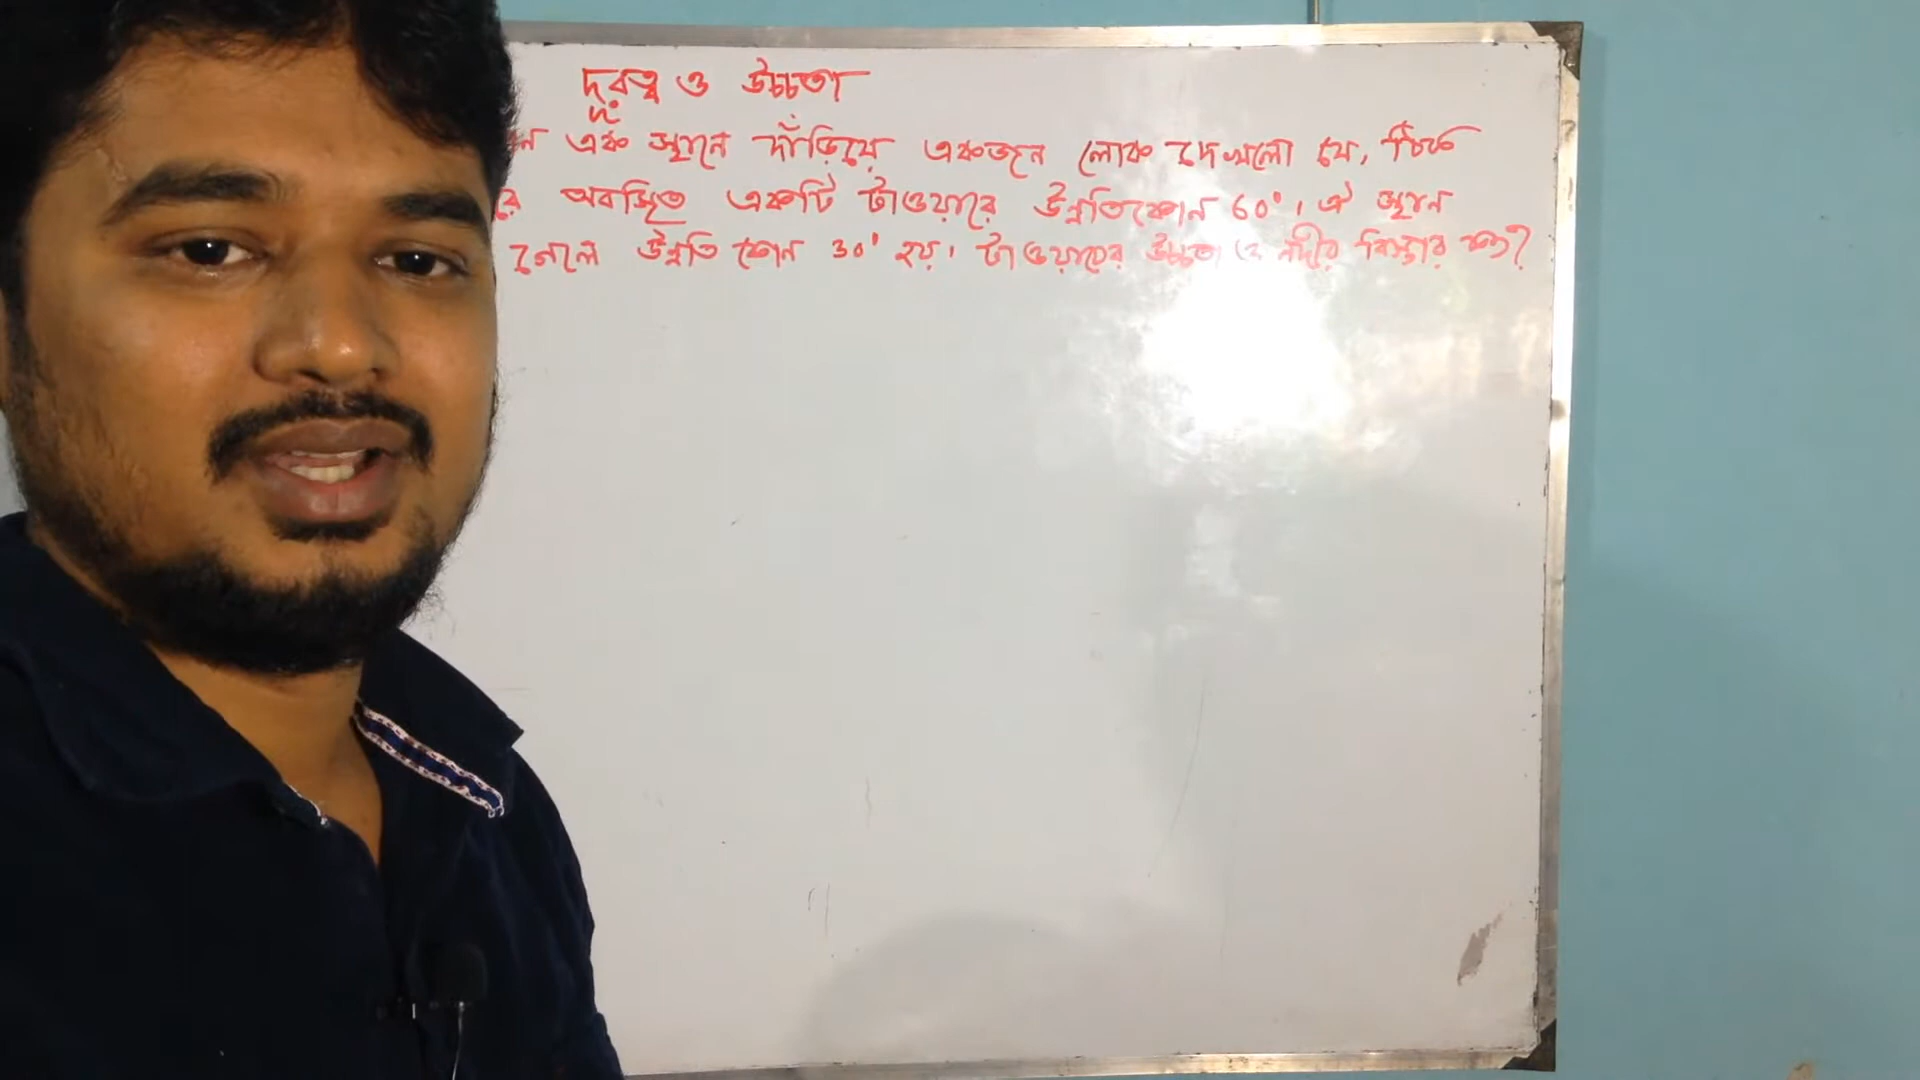 দূরত্ব ও উচ্চতা
এক স্থানে দাঁড়িয়ে একজন লোক দেখলো যে, ঠিক
রে অবস্থিত একটি টাওয়ারে উন্নতিকোন 60°। ঐ স্থান
গেলে উন্নতি কোন 30° হয়। টাওয়ারের উচ্চতা ও নদীর বিস্তার কত?